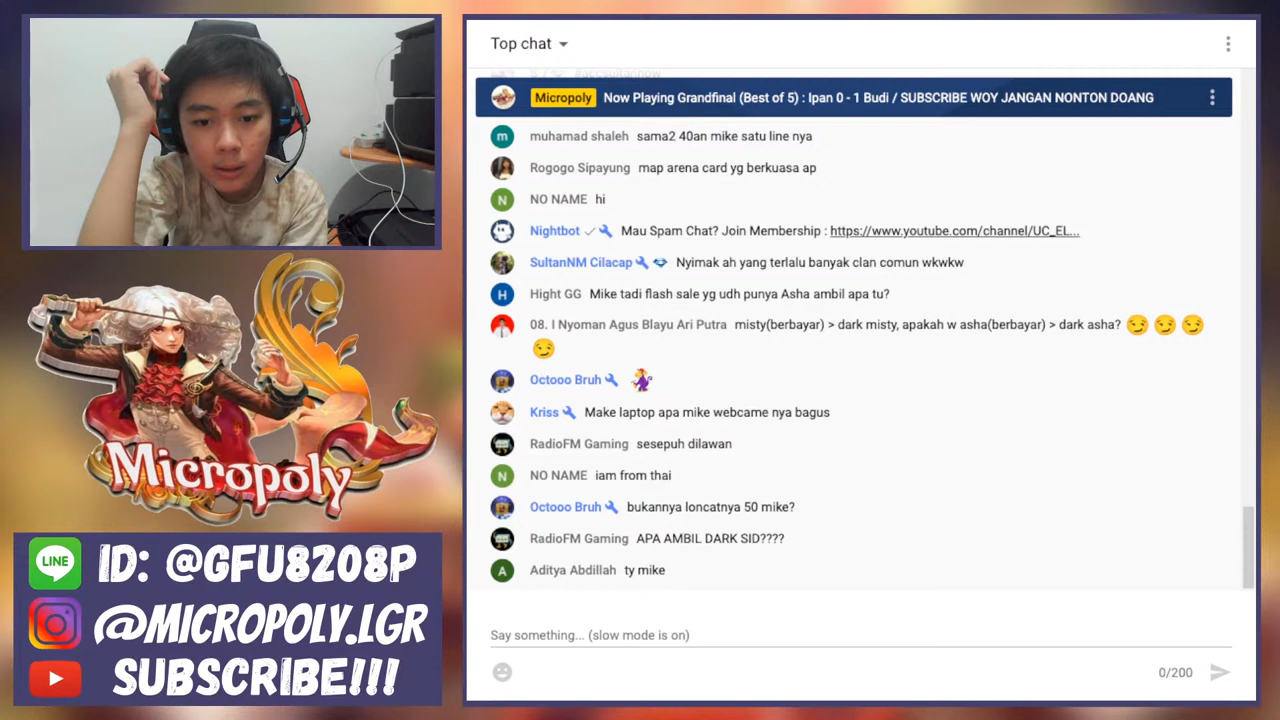 Top chat
Micropoly Now Playing Grandfinal (Best of 5) : Ipan 0 - 1 Budi / SUBSCRIBE WOY JANGAN NONTON DOANG
m muhamad shaleh sama2 40an mike satu line nya
Rogogo Sipayung map arena card yg berkuasa ap
N NO NAME hi
Nightbot Mau Spam Chat? Join Membership : https://www.youtube.com/channel/UC_EL...
SultanNM Cilacap Nyimak ah yang terlalu banyak clan comun wkwkw
H Hight GG Mike tadi flash sale yg udh punya Asha ambil apa tu?
08. I Nyoman Agus Blayu Ari Putra misty(berbayar) > dark misty, apakah w asha(berbayar) > dark asha? 😏 😏 😏
😏
Octooo Bruh
Kriss Make laptop apa mike webcame nya bagus
RadioFM Gaming sesepuh dilawan
N NO NAME iam from thai
Octooo Bruh bukannya loncatnya 50 mike?
RadioFM Gaming APA AMBIL DARK SID????
A Aditya Abdillah ty mike
Say something... (slow mode is on)
0/200
Micropoly
LINE ID: @GFU8208P
@MICROPOLY.LGR
SUBSCRIBE!!!